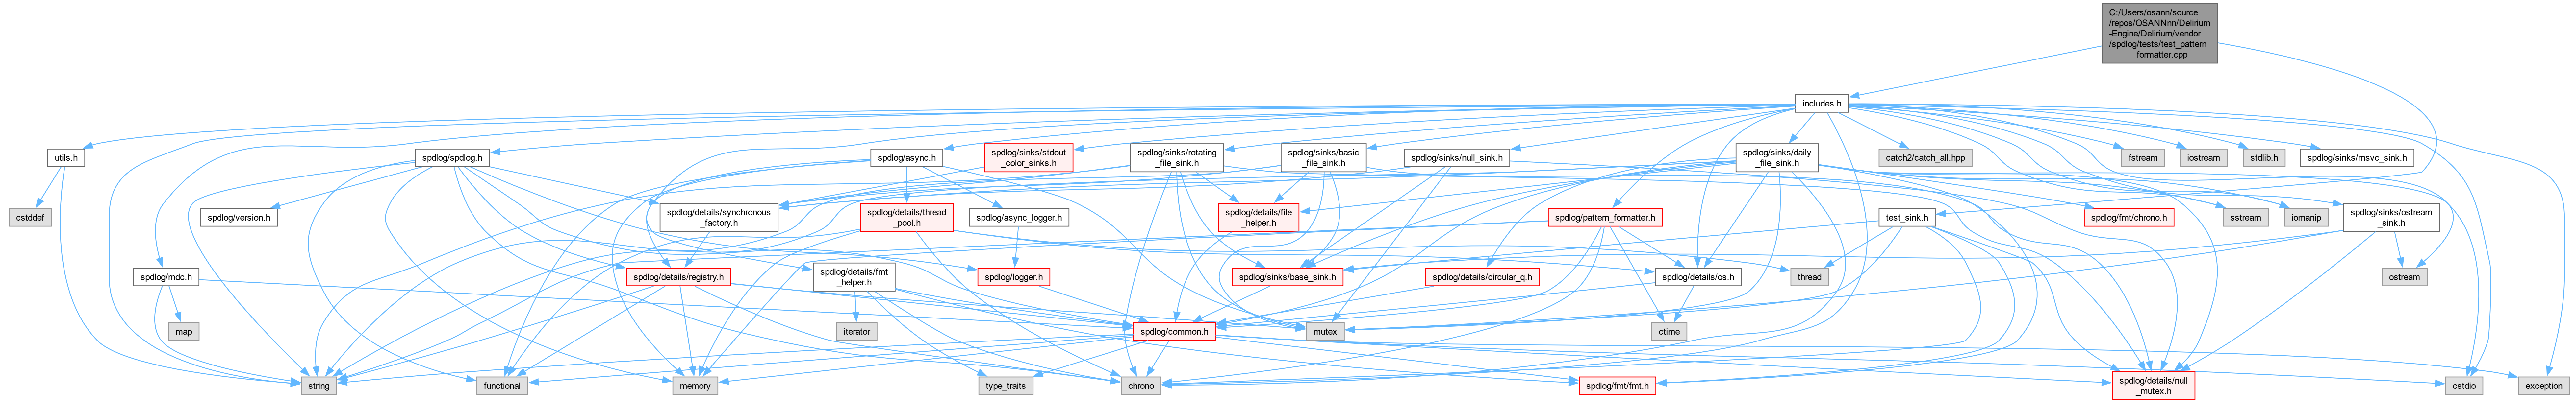 C:/Users/osann/source
/repos/OSANNnn/Delirium
-Engine/Delirium/vendor
/spdlog/tests/test_pattern
_formatter.cpp
includes.h
utils.h
spdlog/spdlog.h
spdlog/async.h
spdlog/sinks/stdout
_color_sinks.h
spdlog/sinks/rotating
_file_sink.h
spdlog/sinks/basic
_file_sink.h
spdlog/sinks/null_sink.h
spdlog/sinks/daily
_file_sink.h
catch2/catch_all.hpp
fstream
iostream
stdlib.h
spdlog/sinks/msvc_sink.h
cstddef
spdlog/version.h
spdlog/details/synchronous
_factory.h
spdlog/details/thread
_pool.h
spdlog/async_logger.h
spdlog/details/file
_helper.h
spdlog/pattern_formatter.h
test_sink.h
spdlog/fmt/chrono.h
sstream
iomanip
spdlog/sinks/ostream
_sink.h
spdlog/mdc.h
spdlog/details/registry.h
spdlog/details/fmt
_helper.h
spdlog/logger.h
spdlog/sinks/base_sink.h
spdlog/details/circular_q.h
spdlog/details/os.h
thread
ostream
map
iterator
spdlog/common.h
mutex
ctime
string
functional
memory
type_traits
chrono
spdlog/fmt/fmt.h
spdlog/details/null
_mutex.h
cstdio
exception